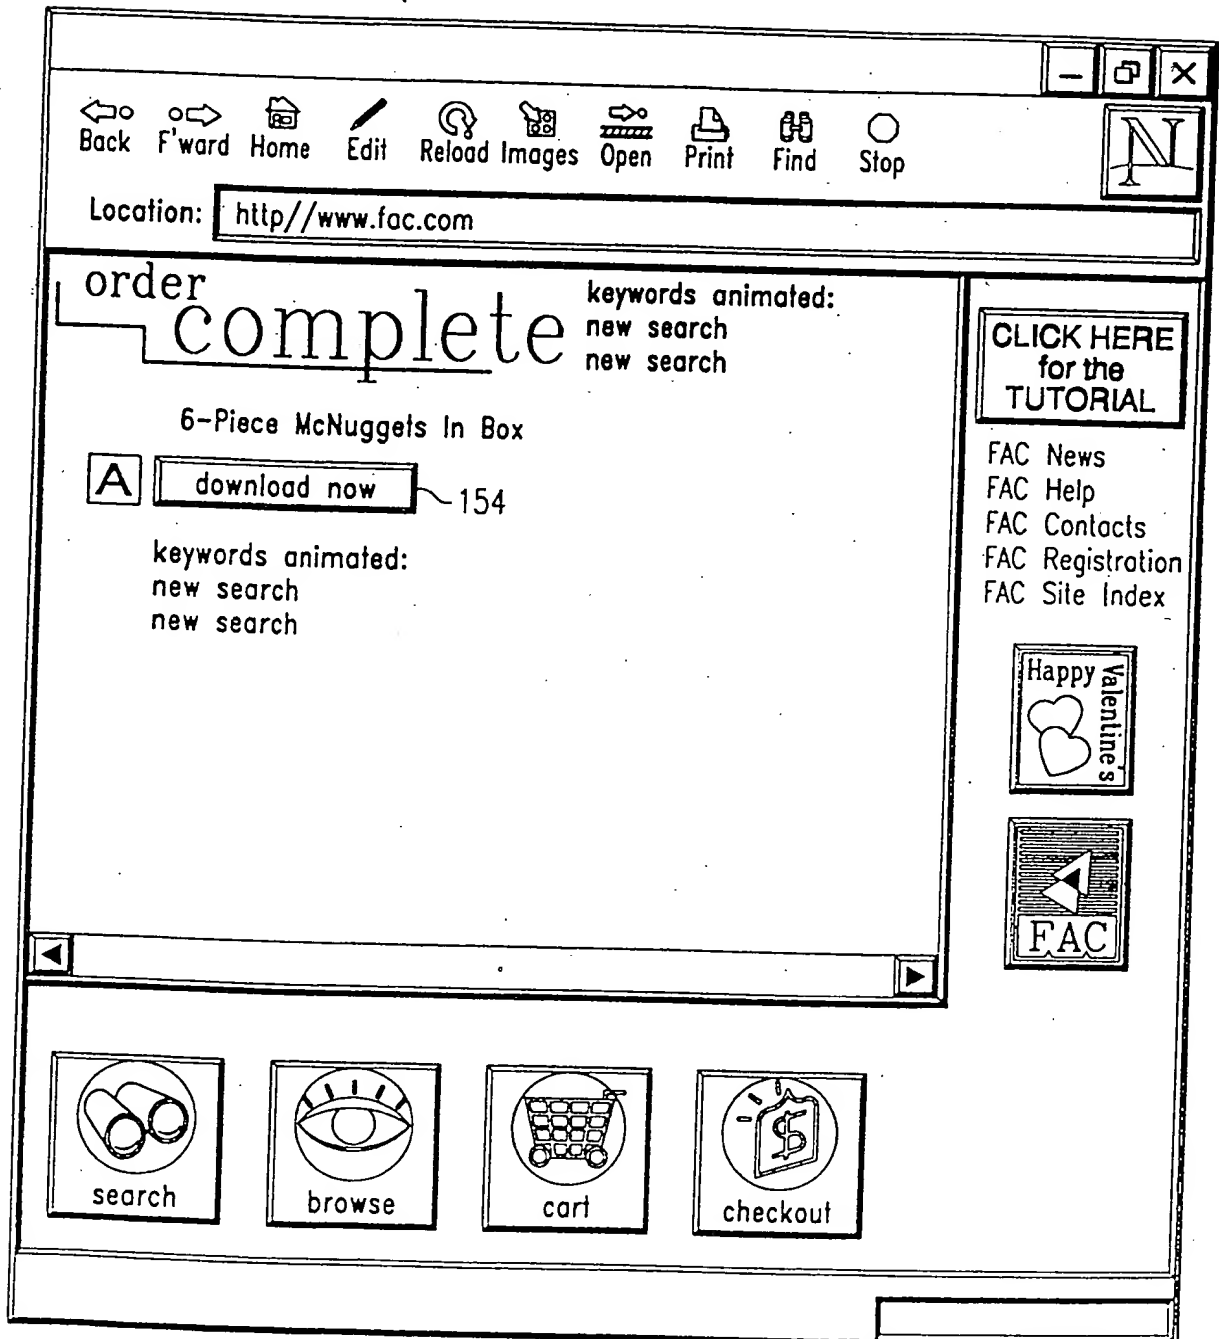 Back F'ward Home Edit Reload Images Open Print Find Stop
N
Location: http//www.fac.com
order
complete
keywords animated:
new search
new search
6-Piece McNuggets In Box
A download now 154
keywords animated:
new search
new search
CLICK HERE
for the
TUTORIAL
FAC News
FAC Help
FAC Contacts
FAC Registration
FAC Site Index
Happy
Valentine's
FAC
search
browse
cart
$
checkout